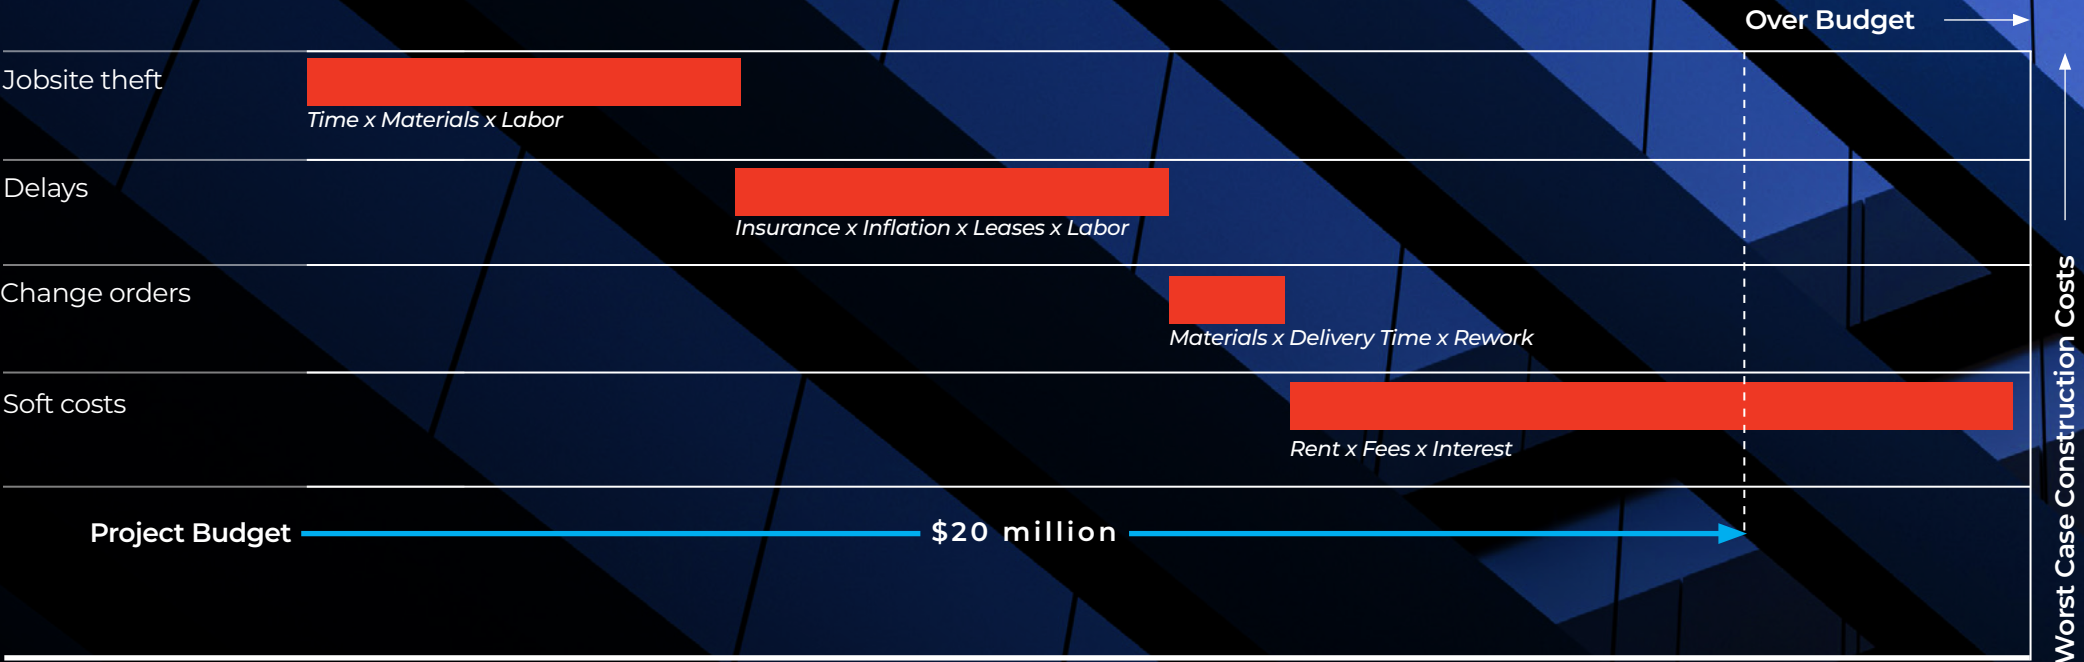 Over Budget
Jobsite theft
Time x Materials x Labor
Delays
Insurance x Inflation x Leases x Labor
Change orders
Materials x Delivery Time x Rework
Soft costs
Rent x Fees x Interest
Project Budget $20 million
Worst Case Construction Costs